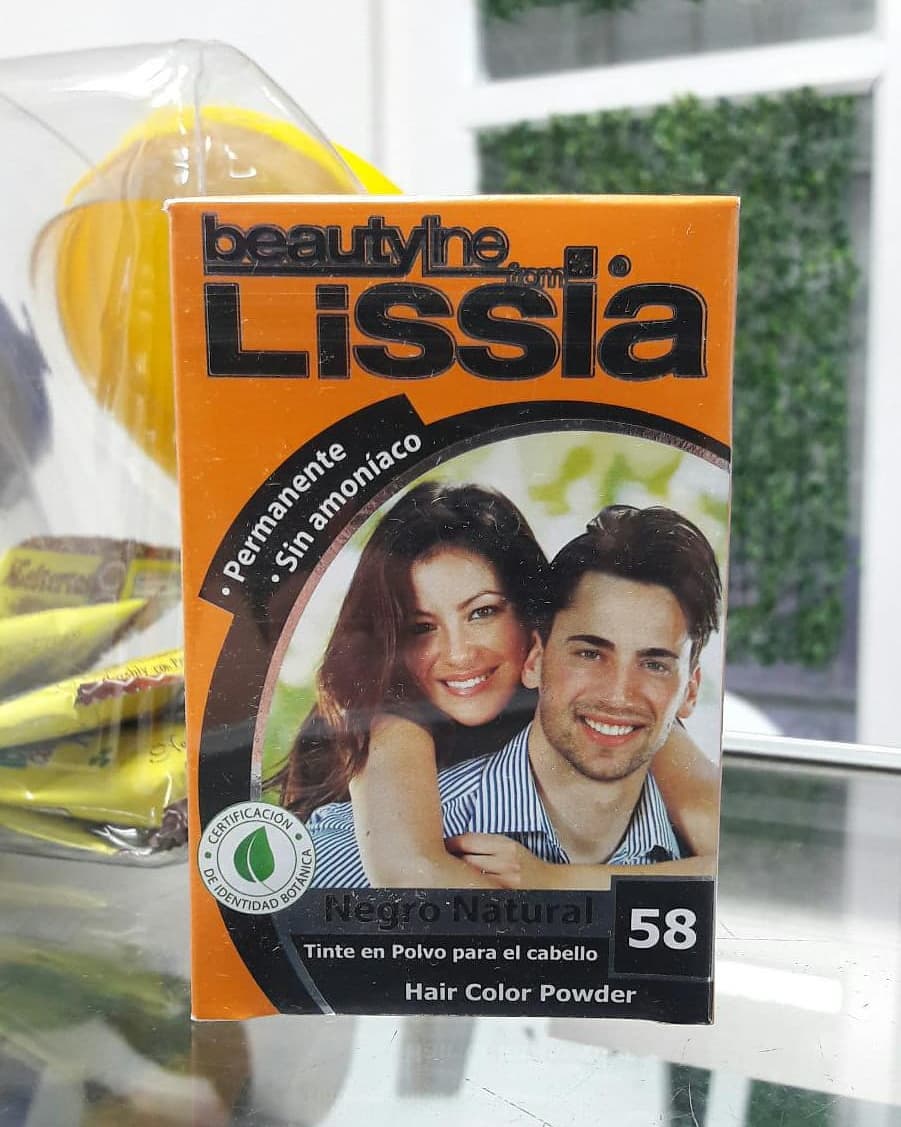 beautyline
from
Lissia®
• Permanente
• Sin amoníaco
• CERTIFICACIÓN •
DE IDENTIDAD BOTÁNICA
Negro Natural
58
Tinte en Polvo para el cabello
Hair Color Powder